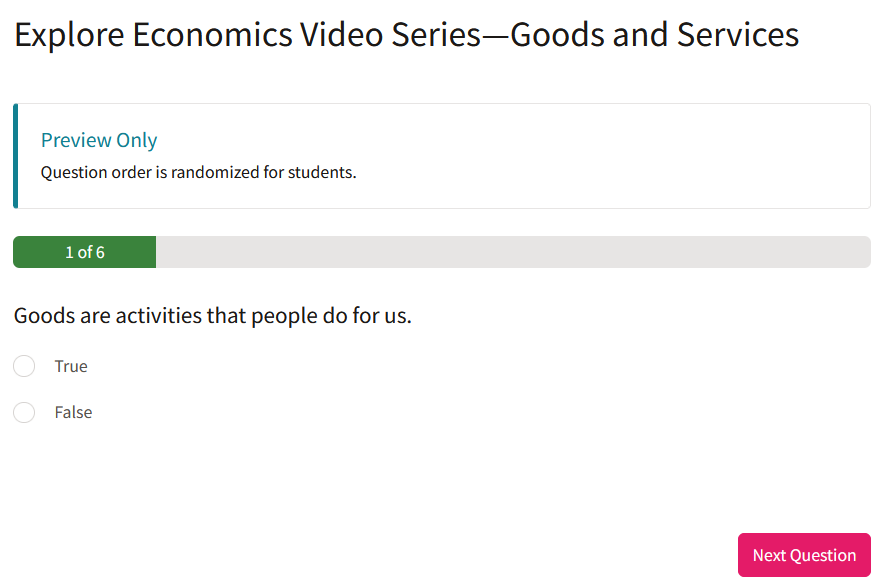 Explore Economics Video Series—Goods and Services
Preview Only
Question order is randomized for students.
1 of 6
Goods are activities that people do for us.
True
False
Next Question